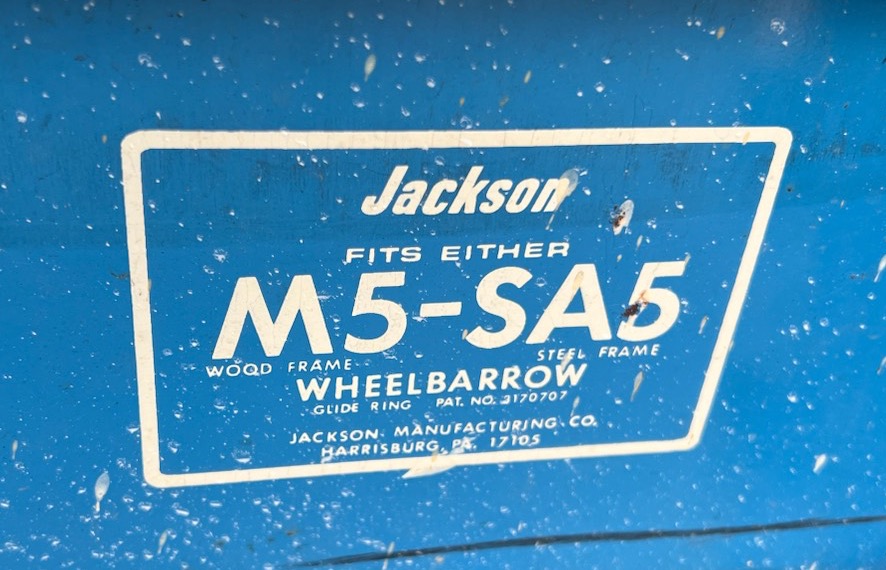 Jackson
FITS EITHER
M5-SA5
WOOD FRAME STEEL FRAME
WHEELBARROW
GLIDE RING PAT. NO. 3170707
JACKSON MANUFACTURING CO.
HARRISBURG, PA. 17105